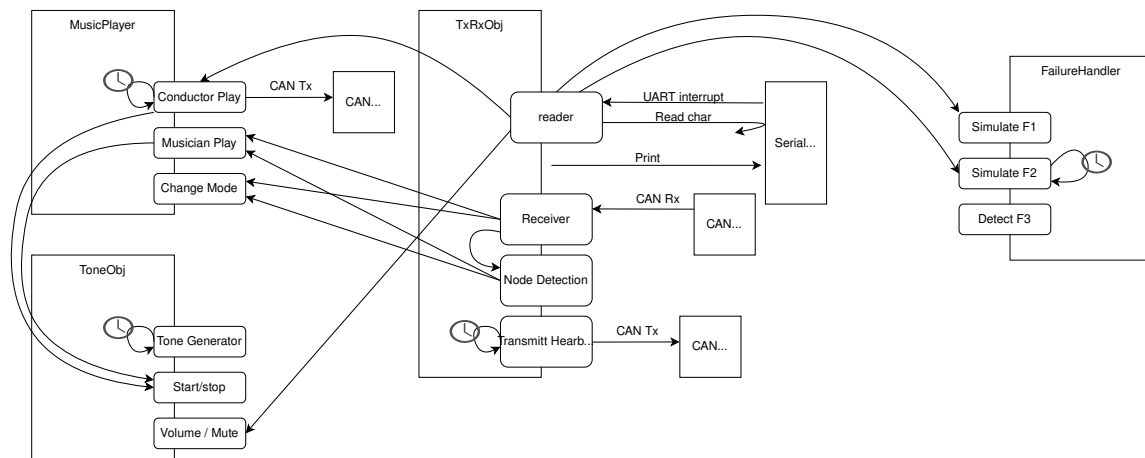 MusicPlayer
Conductor Play
CAN Tx
CAN...
Musician Play
Change Mode
ToneObj
Tone Generator
Start/stop
Volume / Mute
TxRxObj
reader
UART interrupt
Read char
Print
Serial...
Receiver
CAN Rx
CAN...
Node Detection
Transmitt Hearb...
CAN Tx
CAN...
FailureHandler
Simulate F1
Simulate F2
Detect F3